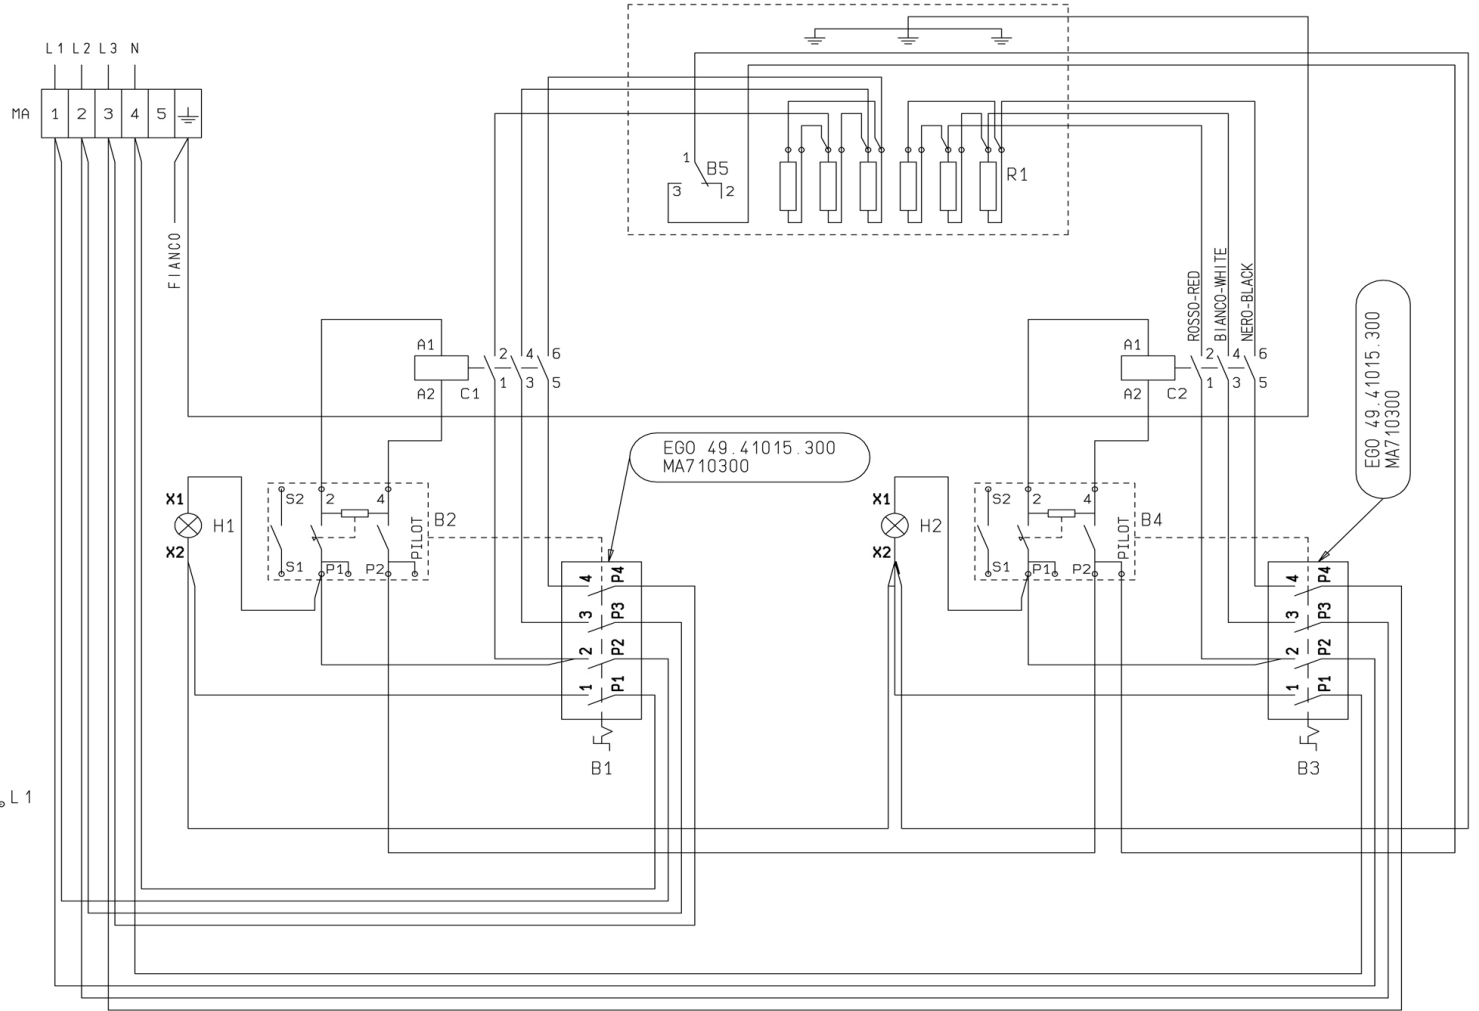 L1 L2 L3 N
MA 1 2 3 4 5
FIANCO
1 B5
3 2
R1
ROSSO-RED
BIANCO-WHITE
NERO-BLACK
EGO 49.41015.300
MA710300
A1 2 4 6
A2 C1 1 3 5
A1 2 4 6
A2 C2 1 3 5
EGO 49.41015.300
MA710300
X1
H1
X2
S2 2 4
B2
PILOT
S1 P1 P2
X1
H2
X2
S2 2 4
B4
PILOT
S1 P1 P2
4 P4
3 P3
2 P2
1 P1
B1
4 P4
3 P3
2 P2
1 P1
B3
L1